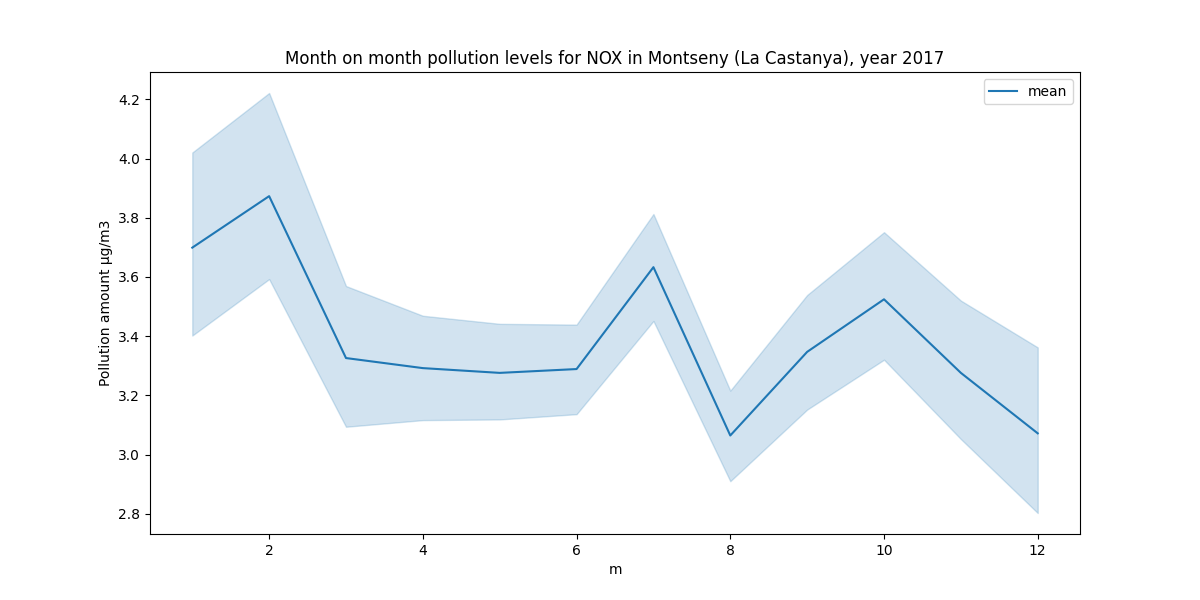 Month on month pollution levels for NOX in Montseny (La Castanya), year 2017
mean
Pollution amount µg/m3
4.2
4.0
3.8
3.6
3.4
3.2
3.0
2.8
2 4 6 8 10 12
m